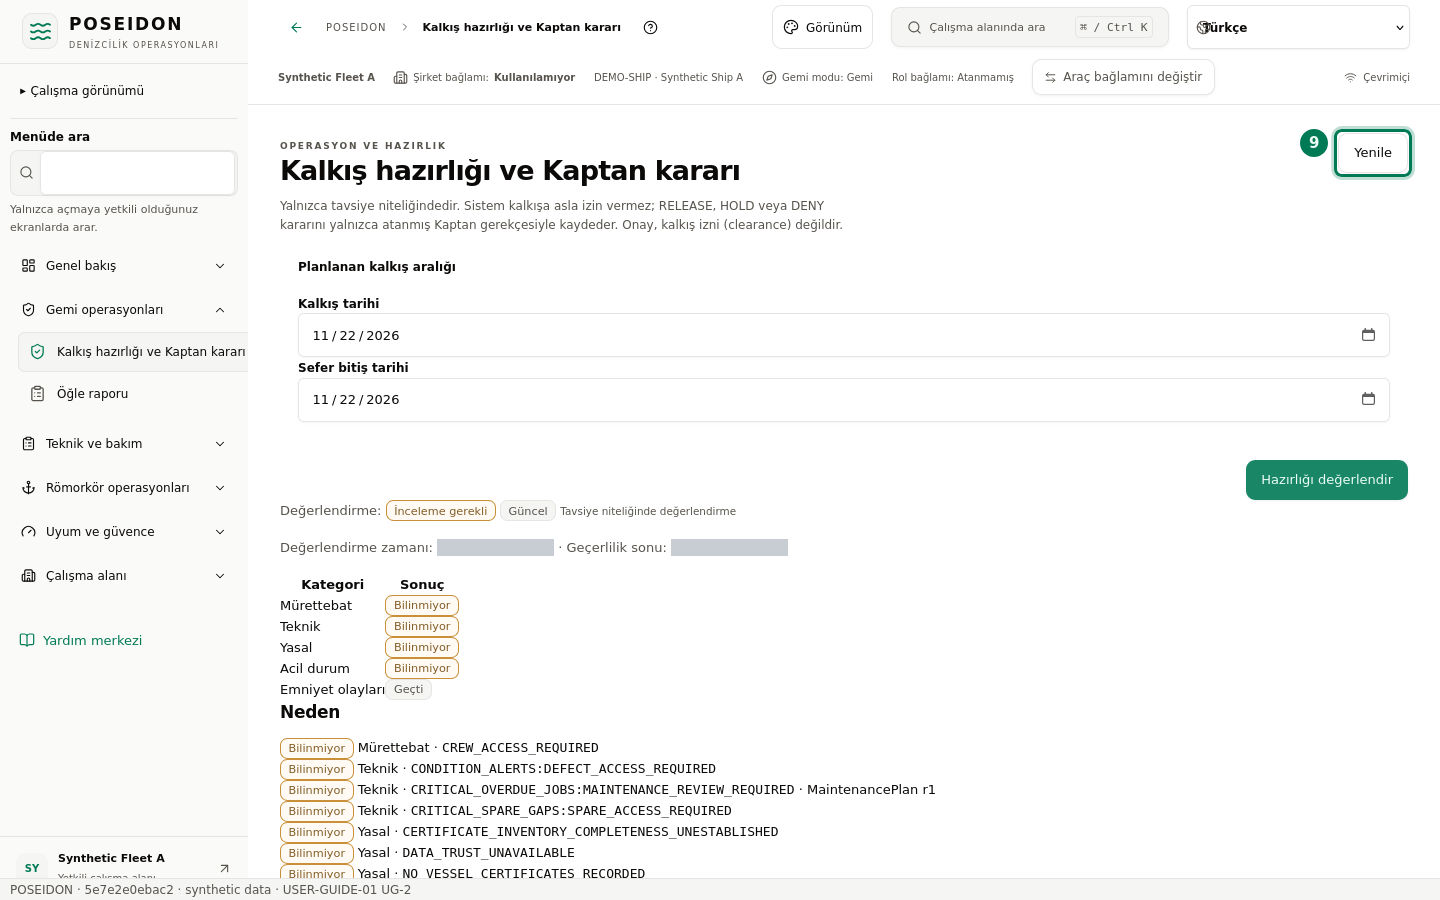 POSEIDON
DENİZCİLİK OPERASYONLARI
Çalışma görünümü
Menüde ara
Yalnızca açmaya yetkili olduğunuz
ekranlarda arar.
Genel bakış
Gemi operasyonları
Kalkış hazırlığı ve Kaptan kararı
Öğle raporu
Teknik ve bakım
Römorkör operasyonları
Uyum ve güvence
Çalışma alanı
Yardım merkezi
SY
Synthetic Fleet A
POSEIDON
Kalkış hazırlığı ve Kaptan kararı
Görünüm
Çalışma alanında ara
⌘ / Ctrl K
Türkçe
Synthetic Fleet A
Şirket bağlamı: Kullanılamıyor
DEMO-SHIP · Synthetic Ship A
Gemi modu: Gemi
Rol bağlamı: Atanmamış
Araç bağlamını değiştir
Çevrimiçi
OPERASYON VE HAZIRLIK
Kalkış hazırlığı ve Kaptan kararı
9
Yenile
Yalnızca tavsiye niteliğindedir. Sistem kalkışa asla izin vermez; RELEASE, HOLD veya DENY
kararını yalnızca atanmış Kaptan gerekçesiyle kaydeder. Onay, kalkış izni (clearance) değildir.
Planlanan kalkış aralığı
Kalkış tarihi
11 / 22 / 2026
Sefer bitiş tarihi
11 / 22 / 2026
Hazırlığı değerlendir
Değerlendirme: İnceleme gerekli Güncel Tavsiye niteliğinde değerlendirme
Değerlendirme zamanı: · Geçerlilik sonu:
Kategori Sonuç
Mürettebat Bilinmiyor
Teknik Bilinmiyor
Yasal Bilinmiyor
Acil durum Bilinmiyor
Emniyet olayları Geçti
Neden
Bilinmiyor Mürettebat · CREW_ACCESS_REQUIRED
Bilinmiyor Teknik · CONDITION_ALERTS:DEFECT_ACCESS_REQUIRED
Bilinmiyor Teknik · CRITICAL_OVERDUE_JOBS:MAINTENANCE_REVIEW_REQUIRED · MaintenancePlan r1
Bilinmiyor Teknik · CRITICAL_SPARE_GAPS:SPARE_ACCESS_REQUIRED
Bilinmiyor Yasal · CERTIFICATE_INVENTORY_COMPLETENESS_UNESTABLISHED
Bilinmiyor Yasal · DATA_TRUST_UNAVAILABLE
Bilinmiyor Yasal · NO_VESSEL_CERTIFICATES_RECORDED
POSEIDON · 5e7e2e0ebac2 · synthetic data · USER-GUIDE-01 UG-2